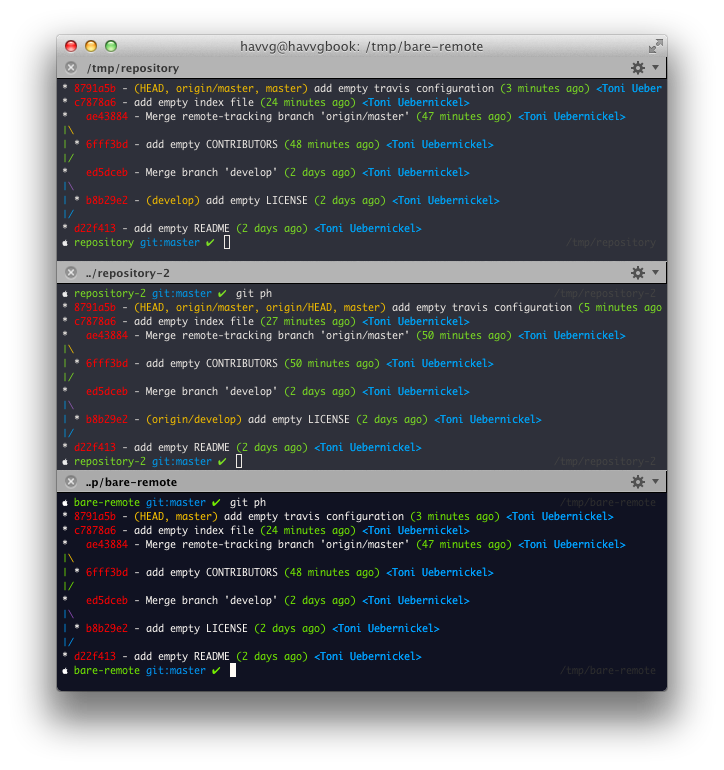 havvg@havvgbook: /tmp/bare-remote
/tmp/repository
* 8791a5b - (HEAD, origin/master, master) add empty travis configuration (3 minutes ago) <Toni Ueber
* c7878a6 - add empty index file (24 minutes ago) <Toni Uebernickel>
*   ae43884 - Merge remote-tracking branch 'origin/master' (47 minutes ago) <Toni Uebernickel>
|\
| * 6fff3bd - add empty CONTRIBUTORS (48 minutes ago) <Toni Uebernickel>
|/
*   ed5dceb - Merge branch 'develop' (2 days ago) <Toni Uebernickel>
|\
| * b8b29e2 - (develop) add empty LICENSE (2 days ago) <Toni Uebernickel>
|/
* d22f413 - add empty README (2 days ago) <Toni Uebernickel>
repository git:master ✔ /tmp/repository
../repository-2
repository-2 git:master ✔ git ph /tmp/repository-2
* 8791a5b - (HEAD, origin/master, origin/HEAD, master) add empty travis configuration (5 minutes ago
* c7878a6 - add empty index file (27 minutes ago) <Toni Uebernickel>
*   ae43884 - Merge remote-tracking branch 'origin/master' (50 minutes ago) <Toni Uebernickel>
|\
| * 6fff3bd - add empty CONTRIBUTORS (50 minutes ago) <Toni Uebernickel>
|/
*   ed5dceb - Merge branch 'develop' (2 days ago) <Toni Uebernickel>
|\
| * b8b29e2 - (origin/develop) add empty LICENSE (2 days ago) <Toni Uebernickel>
|/
* d22f413 - add empty README (2 days ago) <Toni Uebernickel>
repository-2 git:master ✔ /tmp/repository-2
..p/bare-remote
bare-remote git:master ✔ git ph /tmp/bare-remote
* 8791a5b - (HEAD, master) add empty travis configuration (3 minutes ago) <Toni Uebernickel>
* c7878a6 - add empty index file (24 minutes ago) <Toni Uebernickel>
*   ae43884 - Merge remote-tracking branch 'origin/master' (47 minutes ago) <Toni Uebernickel>
|\
| * 6fff3bd - add empty CONTRIBUTORS (48 minutes ago) <Toni Uebernickel>
|/
*   ed5dceb - Merge branch 'develop' (2 days ago) <Toni Uebernickel>
|\
| * b8b29e2 - add empty LICENSE (2 days ago) <Toni Uebernickel>
|/
* d22f413 - add empty README (2 days ago) <Toni Uebernickel>
bare-remote git:master ✔ /tmp/bare-remote